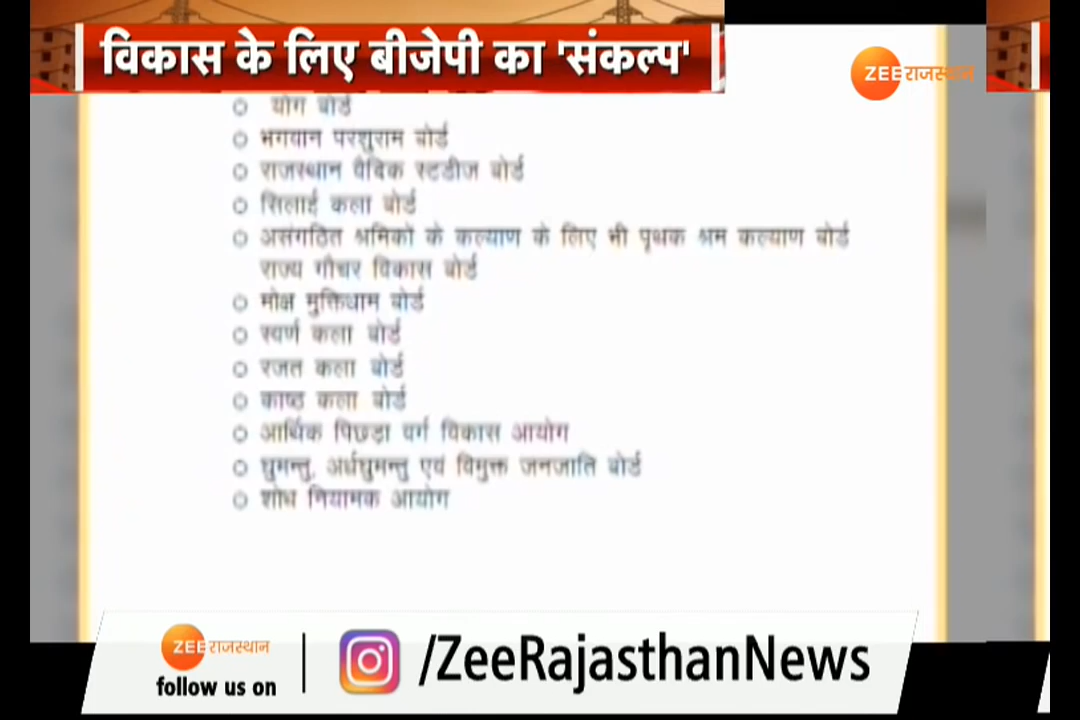 विकास के लिए बीजेपी का 'संकल्प'
ZEE राजस्थान
योग बोर्ड
भगवान परशुराम बोर्ड
राजस्थान वैदिक स्टडीज बोर्ड
सिलाई कला बोर्ड
असंगठित श्रमिकों के कल्याण के लिए भी पृथक श्रम कल्याण बोर्ड
राज्य गौचर विकास बोर्ड
मोक्ष मुक्तिधाम बोर्ड
स्वर्ण कला बोर्ड
रजत कला बोर्ड
काष्ठ कला बोर्ड
आर्थिक पिछड़ा वर्ग विकास आयोग
घुमन्तु, अर्धघुमन्तु एवं विमुक्त जनजाति बोर्ड
शोध नियामक आयोग
ZEE राजस्थान
follow us on
/ZeeRajasthanNews